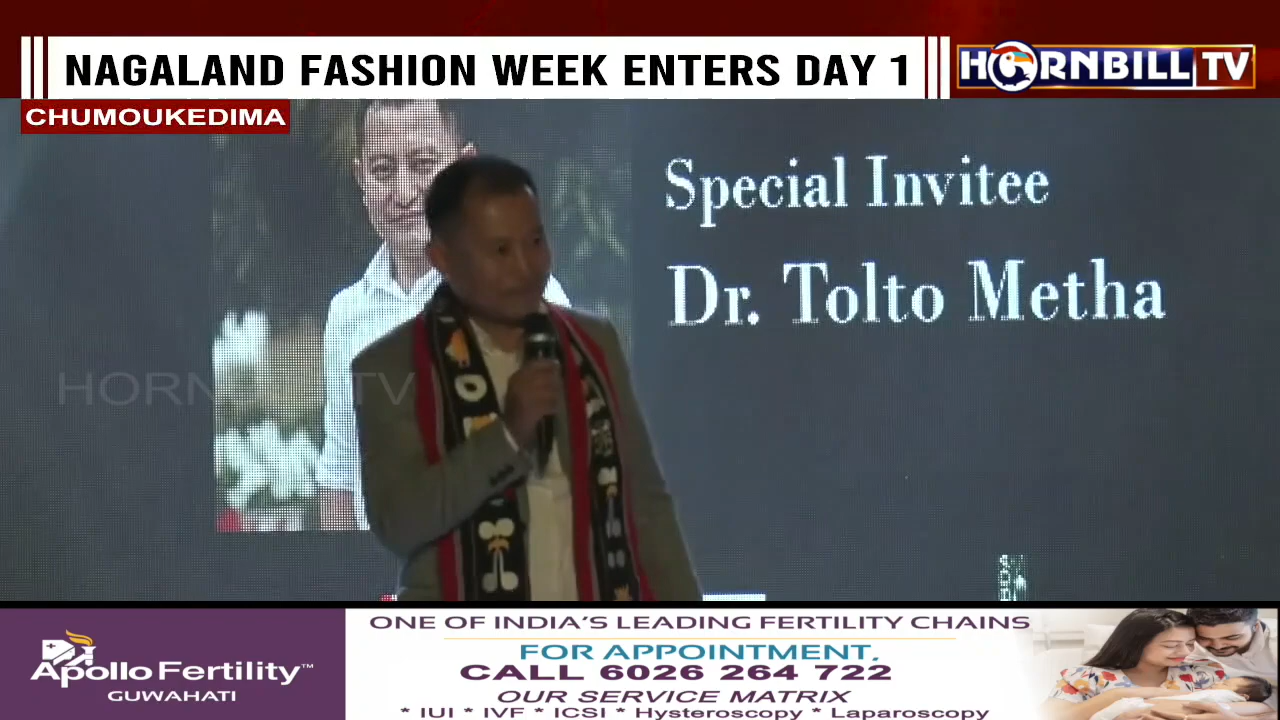 NAGALAND FASHION WEEK ENTERS DAY 1
HORNBILL TV
CHUMOUKEDIMA
Special Invitee
Dr. Tolto Metha
HORNBILL TV
Apollo Fertility™
GUWAHATI
ONE OF INDIA'S LEADING FERTILITY CHAINS
FOR APPOINTMENT,
CALL 6026 264 722
OUR SERVICE MATRIX
* IUI * IVF * ICSI * Hysteroscopy * Laparoscopy